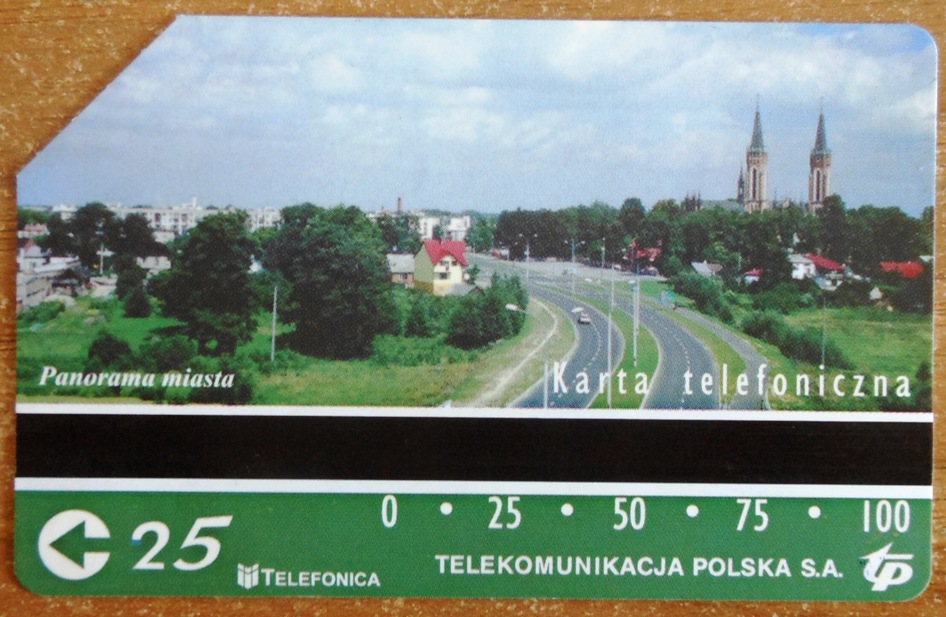 Panorama miasta
Karta telefoniczna
0 • 25 • 50 • 75 • 100
25
TELEFONICA
TELEKOMUNIKACJA POLSKA S.A.
tp